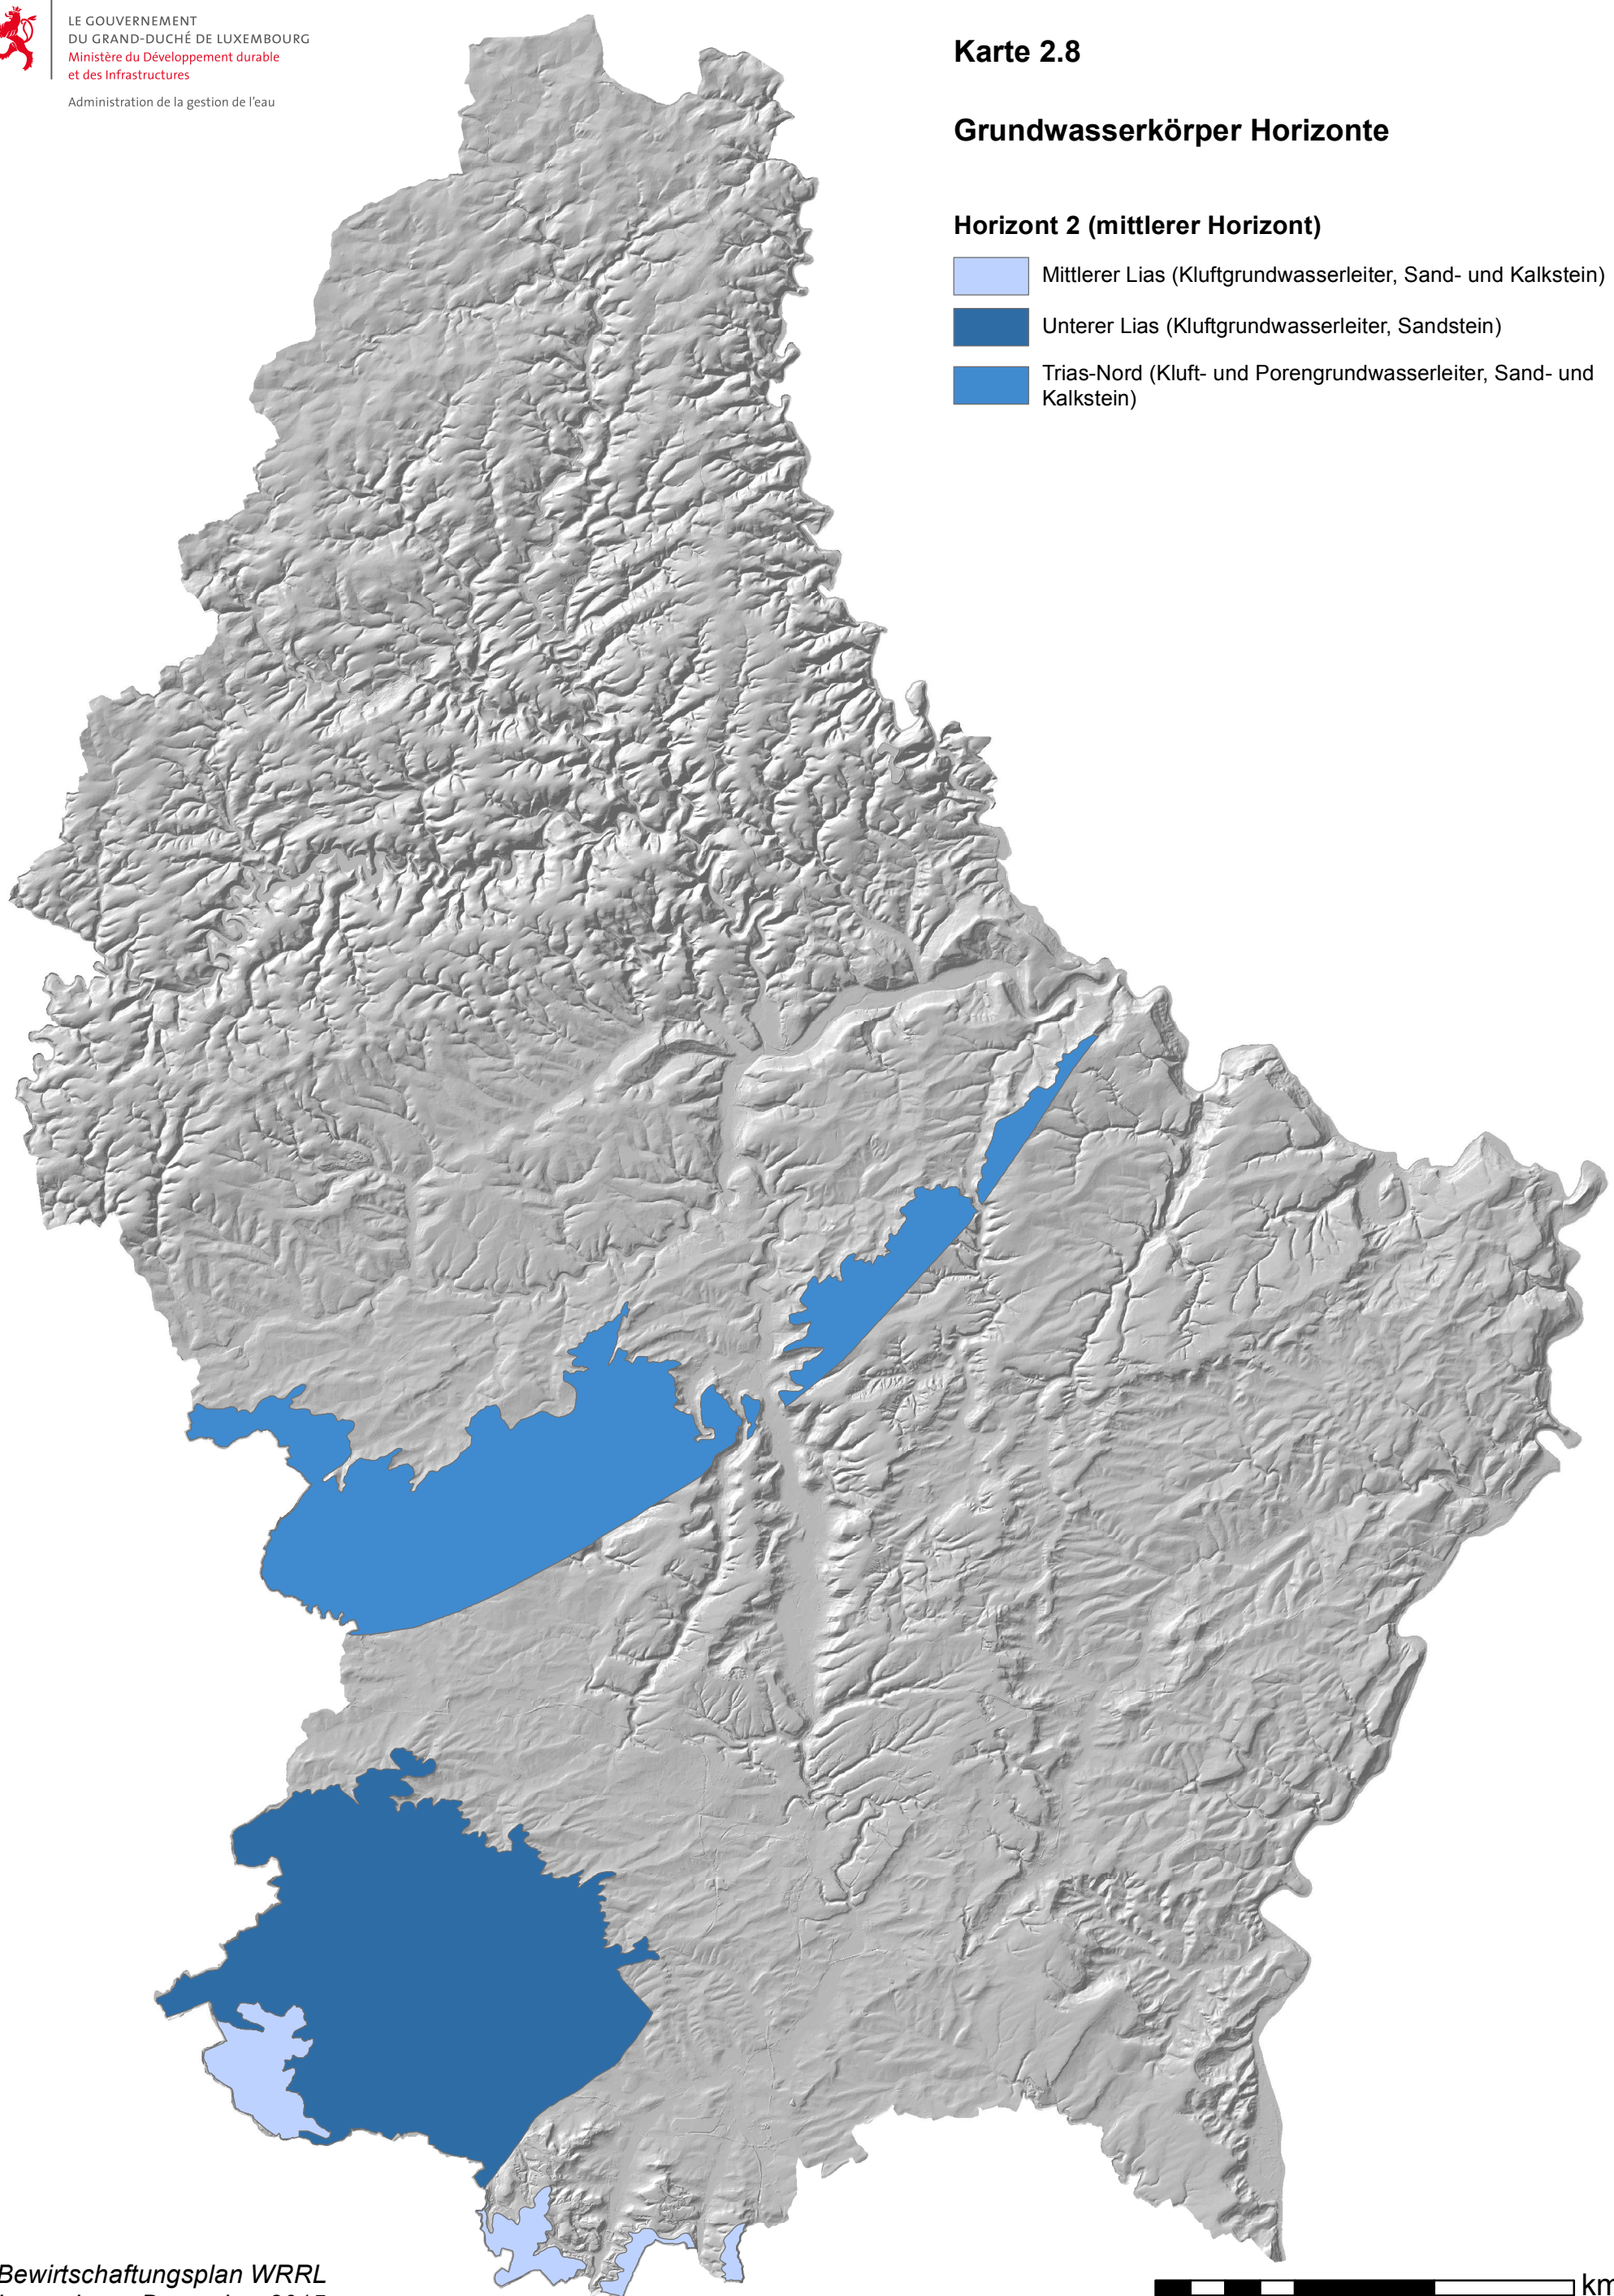 LE GOUVERNEMENT
DU GRAND-DUCHÉ DE LUXEMBOURG
Ministère du Développement durable
et des Infrastructures
Administration de la gestion de l'eau
Karte 2.8
Grundwasserkörper Horizonte
Horizont 2 (mittlerer Horizont)
Mittlerer Lias (Kluftgrundwasserleiter, Sand- und Kalkstein)
Unterer Lias (Kluftgrundwasserleiter, Sandstein)
Trias-Nord (Kluft- und Porengrundwasserleiter, Sand- und
Kalkstein)
Bewirtschaftungsplan WRRL
km